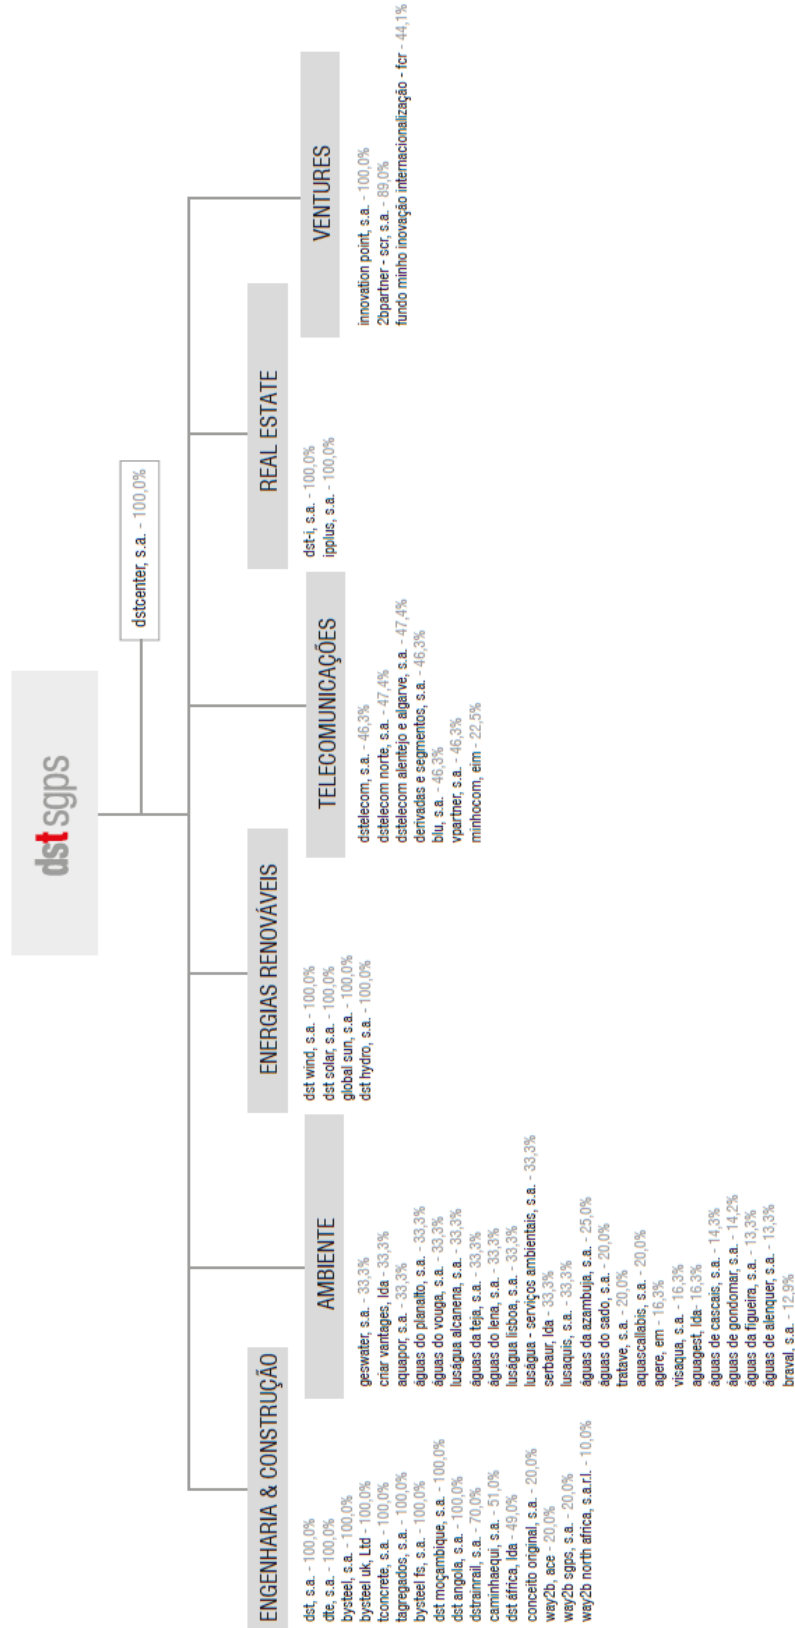 dst sgps
dstcenter, s.a. - 100,0%
ENGENHARIA & CONSTRUÇÃO
dst, s.a. - 100,0%
dte, s.a. - 100,0%
bysteel, s.a. - 100,0%
bysteel uk, Ltd - 100,0%
tconcrete, s.a. - 100,0%
tagregados, s.a. - 100,0%
bysteel fs, s.a. - 100,0%
dst moçambique, s.a. - 100,0%
dst angola, s.a. - 100,0%
dstrainrail, s.a. - 70,0%
caminhaequi, s.a. - 51,0%
dst áfrica, lda - 49,0%
conceito original, s.a. - 20,0%
way2b, ace - 20,0%
way2b sgps, s.a. - 20,0%
way2b north africa, s.a.r.l. - 10,0%
AMBIENTE
geswater, s.a. - 33,3%
criar vantages, lda - 33,3%
aquapor, s.a. - 33,3%
águas do planalto, s.a. - 33,3%
águas do vouga, s.a. - 33,3%
luságua alcanena, s.a. - 33,3%
águas da teja, s.a. - 33,3%
águas do lena, s.a. - 33,3%
luságua lisboa, s.a. - 33,3%
luságua - serviços ambientais, s.a. - 33,3%
serbaur, lda - 33,3%
lusaquis, s.a. - 33,3%
águas da azambuja, s.a. - 25,0%
águas do sado, s.a. - 20,0%
tratave, s.a. - 20,0%
aquascallabis, s.a. - 20,0%
agere, em - 16,3%
visaqua, s.a. - 16,3%
aguagest, lda- 16,3%
águas de cascais, s.a. - 14,3%
águas de gondomar, s.a. - 14,2%
águas da figueira, s.a. - 13,3%
águas de alenquer, s.a. - 13,3%
braval, s.a. - 12,9%
ENERGIAS RENOVÁVEIS
dst wind, s.a. - 100,0%
dst solar, s.a. - 100,0%
global sun, s.a. - 100,0%
dst hydro, s.a. - 100,0%
TELECOMUNICAÇÕES
dstelecom, s.a. - 46,3%
dstelecom norte, s.a. - 47,4%
dstelecom alentejo e algarve, s.a. - 47,4%
derivadas e segmentos, s.a. - 46,3%
blu, s.a. - 46,3%
vpartner, s.a. - 46,3%
minhocom, eim - 22,5%
REAL ESTATE
dst-i, s.a. - 100,0%
ipplus, s.a. - 100,0%
VENTURES
innovation point, s.a. - 100,0%
2bpartner - scr, s.a. - 89,0%
fundo minho inovação internacionalização - fcr - 44,1%